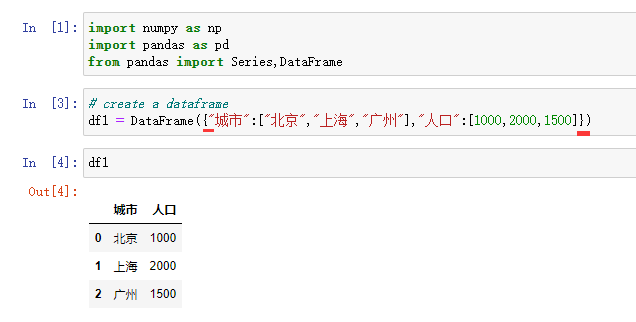 In [1]: import numpy as np
import pandas as pd
from pandas import Series,DataFrame
In [3]: # create a dataframe
df1 = DataFrame({"城市":["北京","上海","广州"],"人口":[1000,2000,1500]})
In [4]: df1
Out[4]:
城市 人口
0 北京 1000
1 上海 2000
2 广州 1500